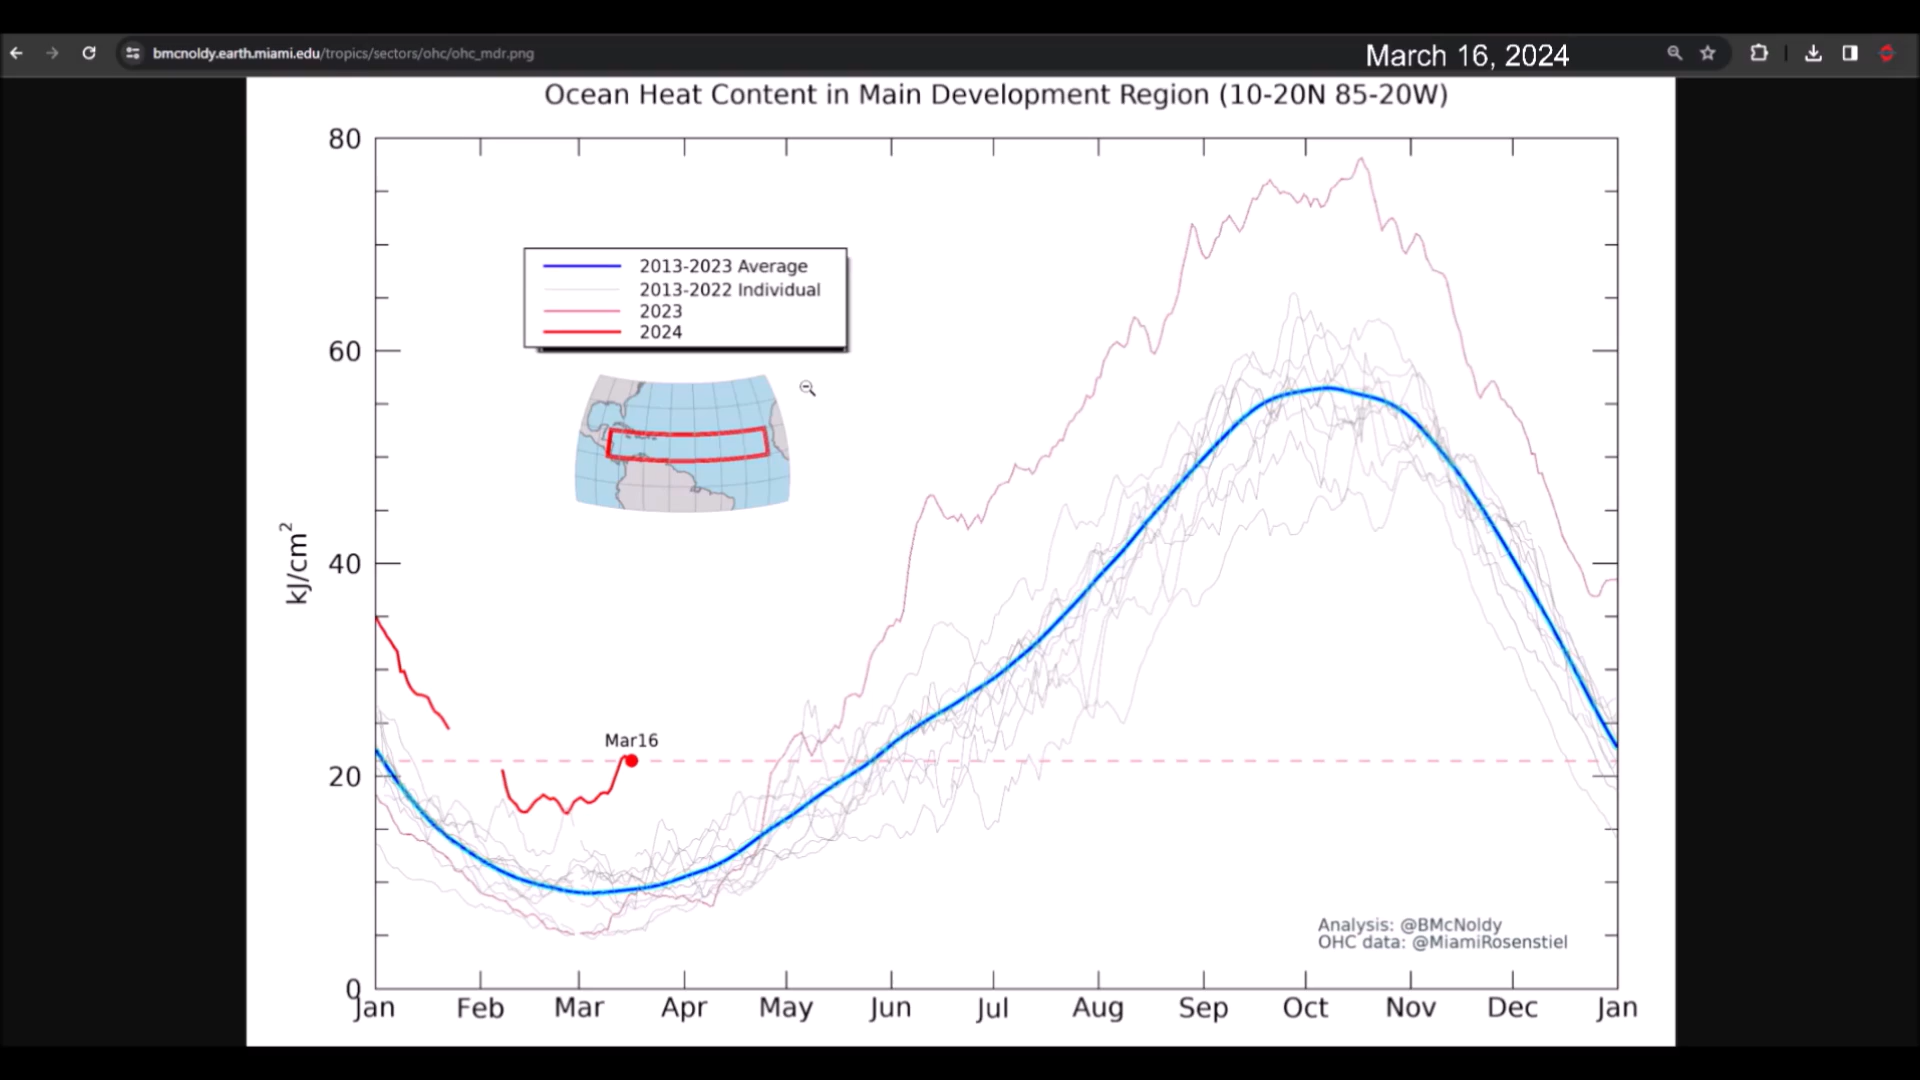 bmcnoldy.earth.miami.edu/tropics/sectors/ohc/ohc_mdr.png
March 16, 2024
Ocean Heat Content in Main Development Region (10-20N 85-20W)
80
2013-2023 Average
2013-2022 Individual
2023
2024
60
kJ/cm²
40
Mar16
20
Analysis: @BMcNoldy
OHC data: @MiamiRosenstiel
0
Jan Feb Mar Apr May Jun Jul Aug Sep Oct Nov Dec Jan